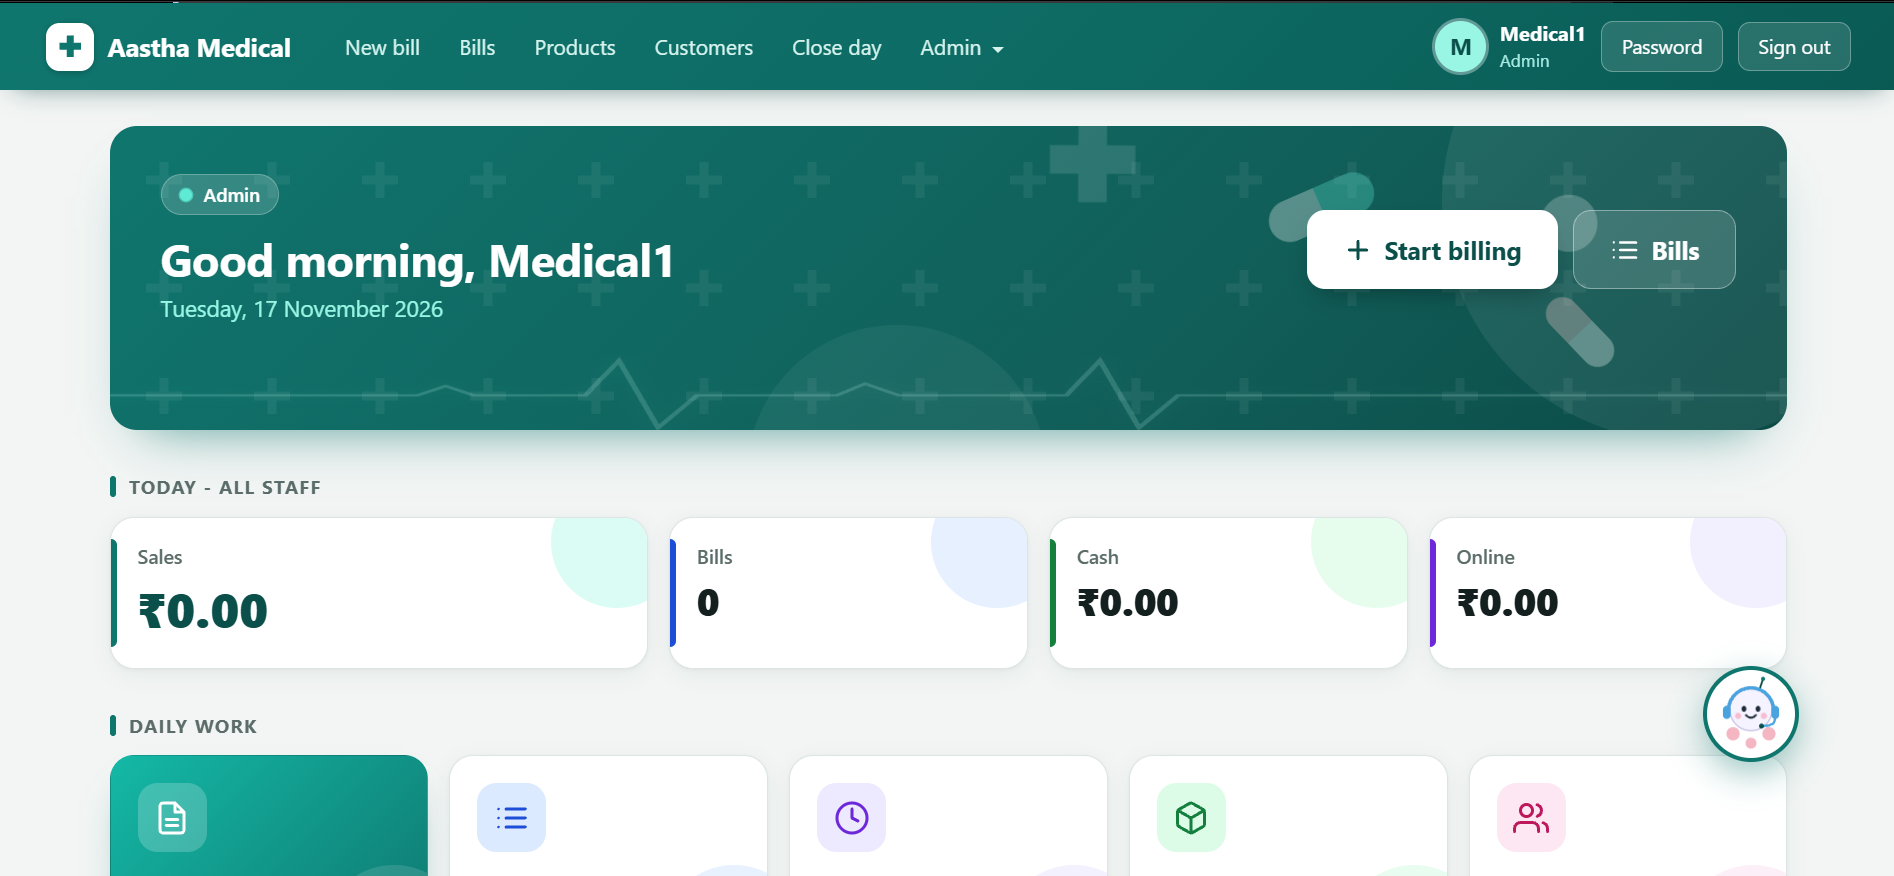 Aastha Medical
New bill
Bills
Products
Customers
Close day
Admin
M
Medical1
Admin
Password
Sign out
Admin
Good morning, Medical1
Tuesday, 17 November 2026
Start billing
Bills
TODAY - ALL STAFF
Sales
₹0.00
Bills
0
Cash
₹0.00
Online
₹0.00
DAILY WORK